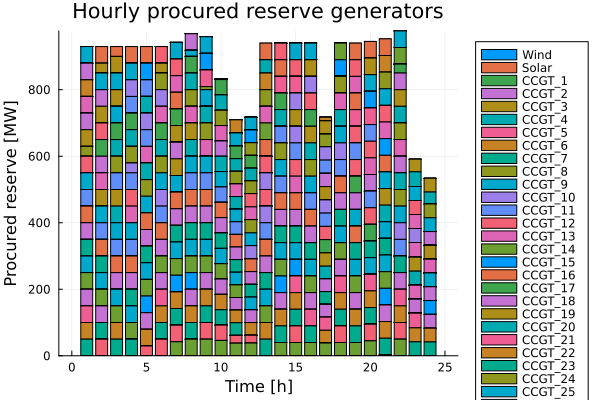 Hourly procured reserve generators
Procured reserve [MW]
800
600
400
200
0
0 5 10 15 20 25
Time [h]
Wind
Solar
CCGT_1
CCGT_2
CCGT_3
CCGT_4
CCGT_5
CCGT_6
CCGT_7
CCGT_8
CCGT_9
CCGT_10
CCGT_11
CCGT_12
CCGT_13
CCGT_14
CCGT_15
CCGT_16
CCGT_17
CCGT_18
CCGT_19
CCGT_20
CCGT_21
CCGT_22
CCGT_23
CCGT_24
CCGT_25